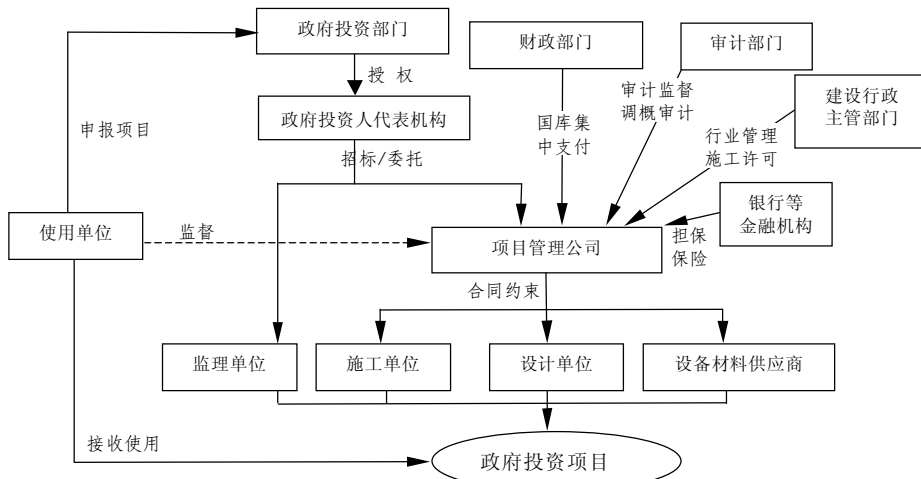 政府投资部门
财政部门
审计部门
授 权
申报项目
政府投资人代表机构
国库集
中支付
审计监督
调概审计
建设行政
主管部门
行业管理
施工许可
招标/委托
使用单位
监督
项目管理公司
担保
保险
银行等
金融机构
合同约束
监理单位
施工单位
设计单位
设备材料供应商
接收使用
政府投资项目